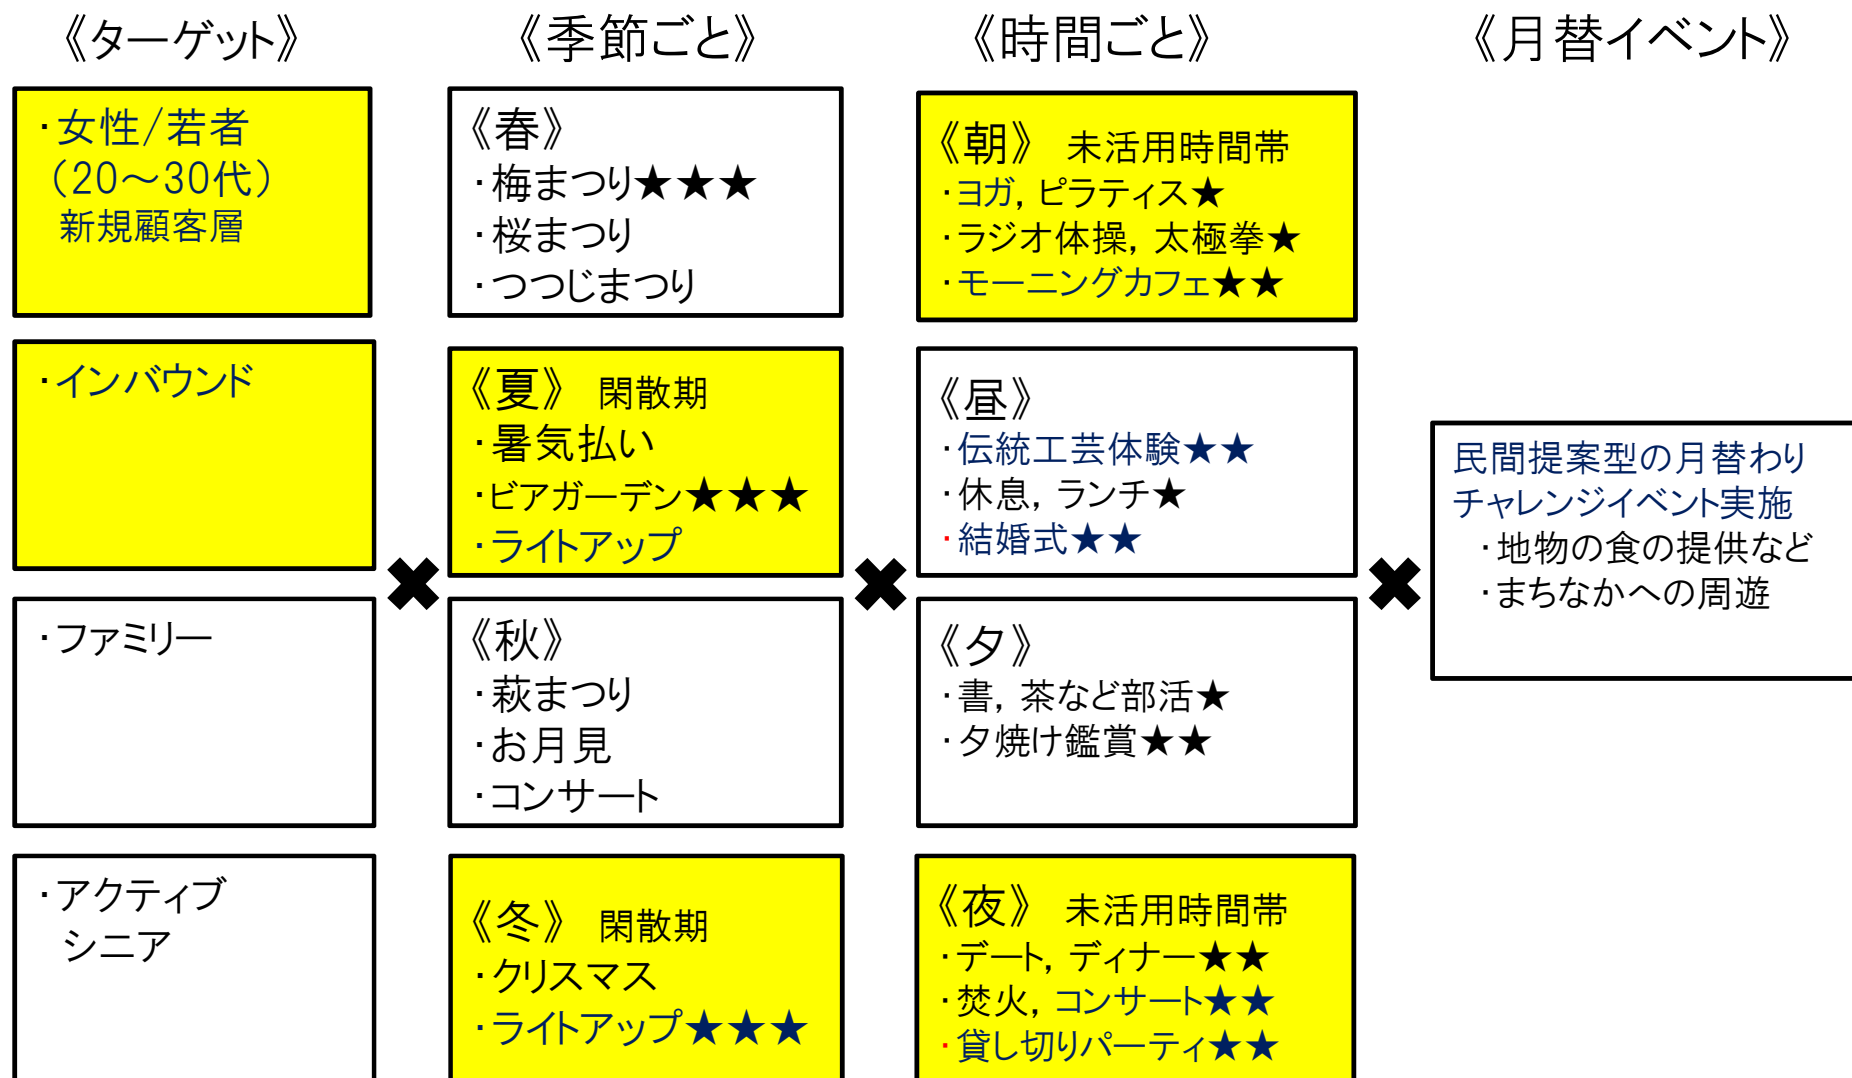 《ターゲット》
・女性/若者
（20～30代）
新規顧客層
・インバウンド
・ファミリー
・アクティブ
シニア
《季節ごと》
《春》
・梅まつり★★★
・桜まつり
・つつじまつり
《夏》 閑散期
・暑気払い
・ビアガーデン★★★
・ライトアップ
《秋》
・萩まつり
・お月見
・コンサート
《冬》 閑散期
・クリスマス
・ライトアップ★★★
《時間ごと》
《朝》 未活用時間帯
・ヨガ，ピラティス★
・ラジオ体操，太極拳★
・モーニングカフェ★★
《昼》
・伝統工芸体験★★
・休息，ランチ★
・結婚式★★
《夕》
・書，茶など部活★
・夕焼け鑑賞★★
《夜》 未活用時間帯
・デート，ディナー★★
・焚火，コンサート★★
・貸し切りパーティ★★
《月替イベント》
民間提案型の月替わり
チャレンジイベント実施
・地物の食の提供など
・まちなかへの周遊